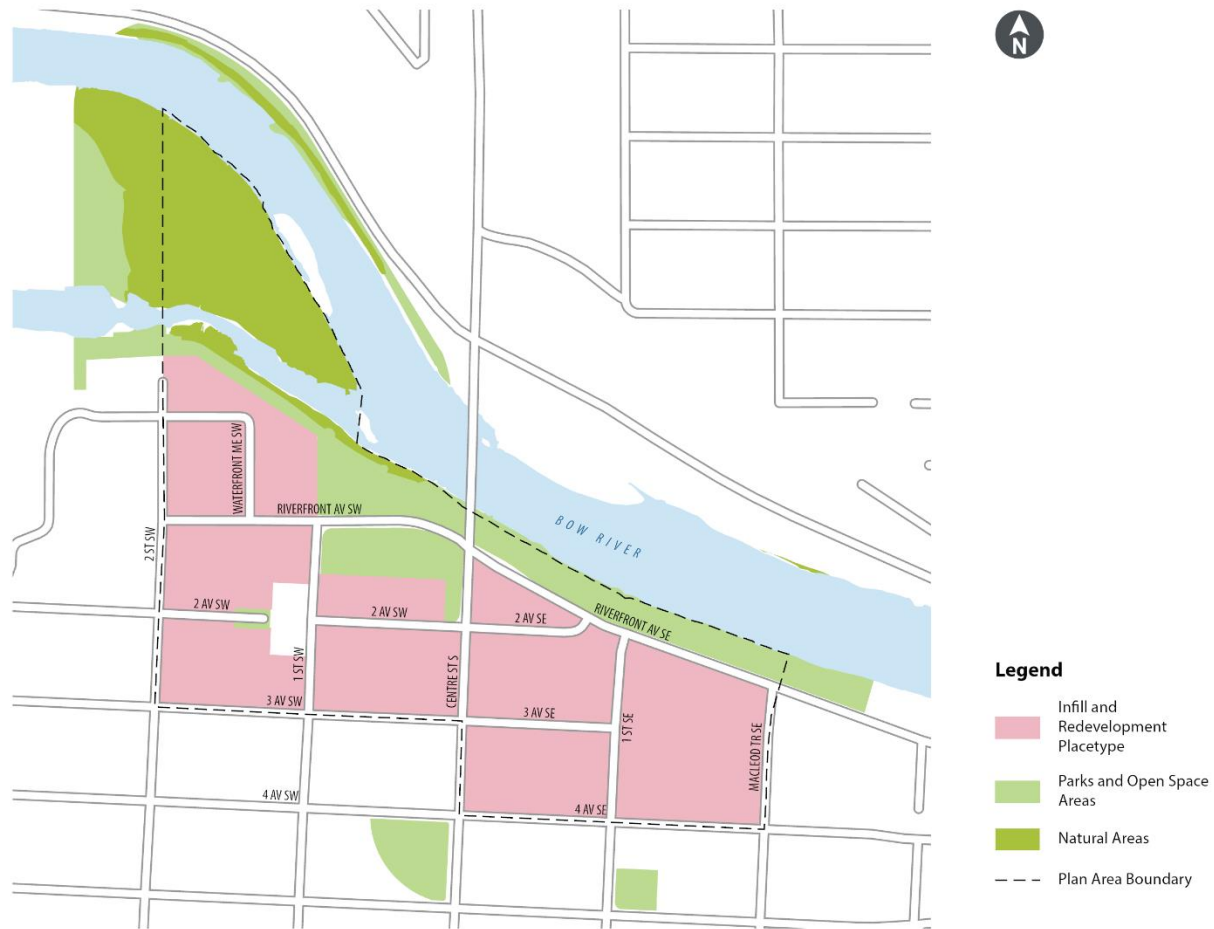 N
WATERFRONT ME SW
RIVERFRONT AV SW
BOW RIVER
2 ST SW
2 AV SW
2 AV SW
2 AV SE
RIVERFRONT AV SE
1 ST SW
CENTRE ST S
3 AV SW
3 AV SE
1 ST SE
MACLEOD TR SE
4 AV SW
4 AV SE
Legend
Infill and
Redevelopment
Placetype
Parks and Open Space
Areas
Natural Areas
Plan Area Boundary